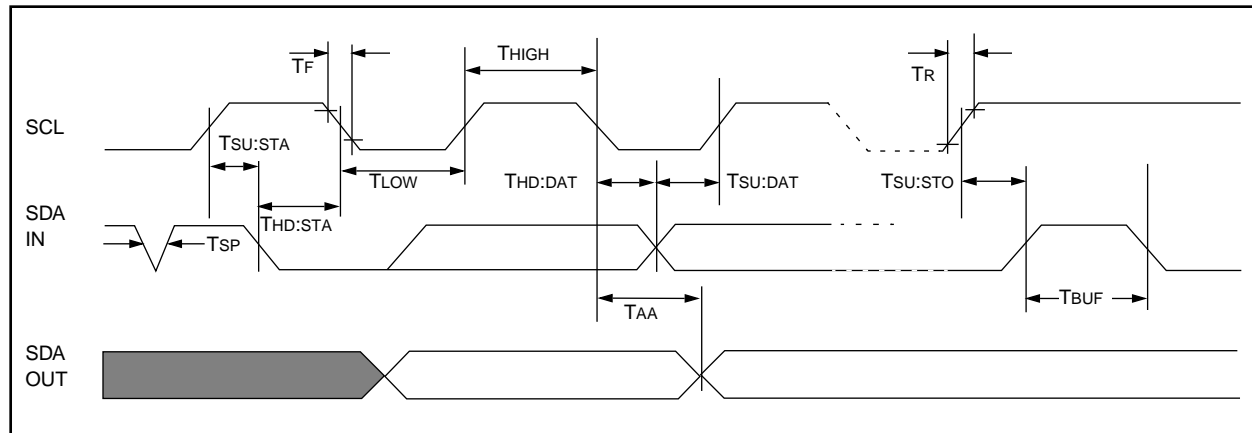 TF
THIGH
TR
SCL
TSU:STA
TLOW
THD:DAT
TSU:DAT
TSU:STO
SDA
IN
THD:STA
TSP
TAA
TBUF
SDA
OUT